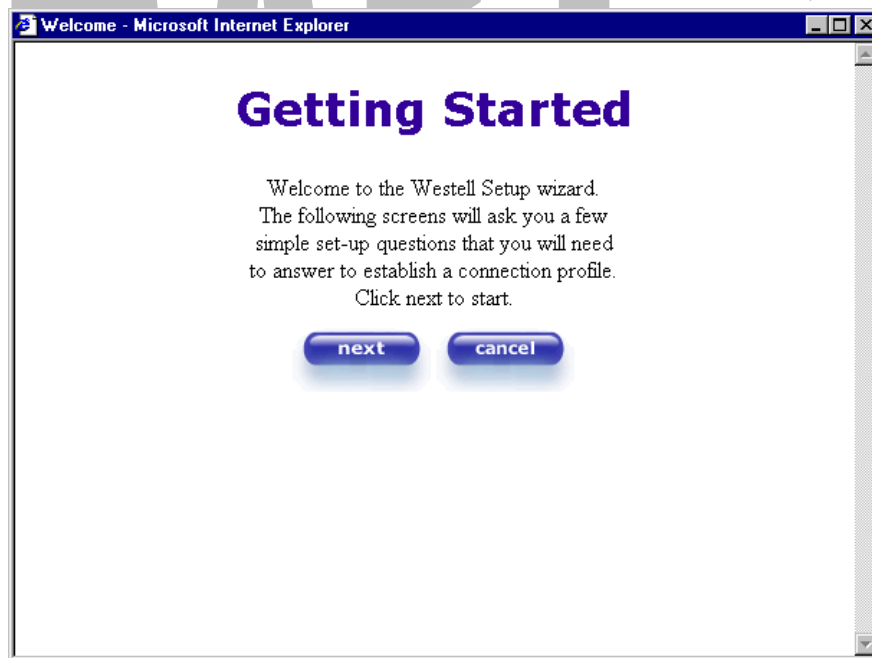 Welcome - Microsoft Internet Explorer
Getting Started
Welcome to the Westell Setup wizard.
The following screens will ask you a few
simple set-up questions that you will need
to answer to establish a connection profile.
Click next to start.
next cancel